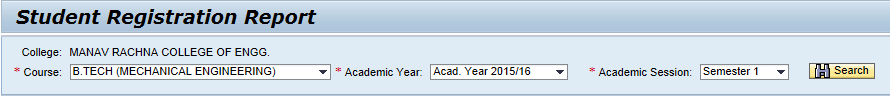 Student Registration Report
College: MANAV RACHNA COLLEGE OF ENGG.
* Course: B.TECH (MECHANICAL ENGINEERING) * Academic Year: Acad. Year 2015/16 * Academic Session: Semester 1 Search